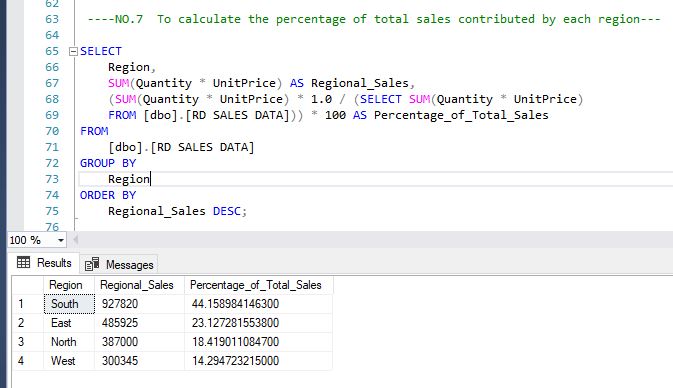 62
63 ----NO.7 To calculate the percentage of total sales contributed by each region---
64
65 SELECT
66 Region,
67 SUM(Quantity * UnitPrice) AS Regional_Sales,
68 (SUM(Quantity * UnitPrice) * 1.0 / (SELECT SUM(Quantity * UnitPrice)
69 FROM [dbo].[RD SALES DATA])) * 100 AS Percentage_of_Total_Sales
70 FROM
71 [dbo].[RD SALES DATA]
72 GROUP BY
73 Region
74 ORDER BY
75 Regional_Sales DESC;
76
100 %
Results Messages
Region Regional_Sales Percentage_of_Total_Sales
1 South 927820 44.158984146300
2 East 485925 23.127281553800
3 North 387000 18.419011084700
4 West 300345 14.294723215000